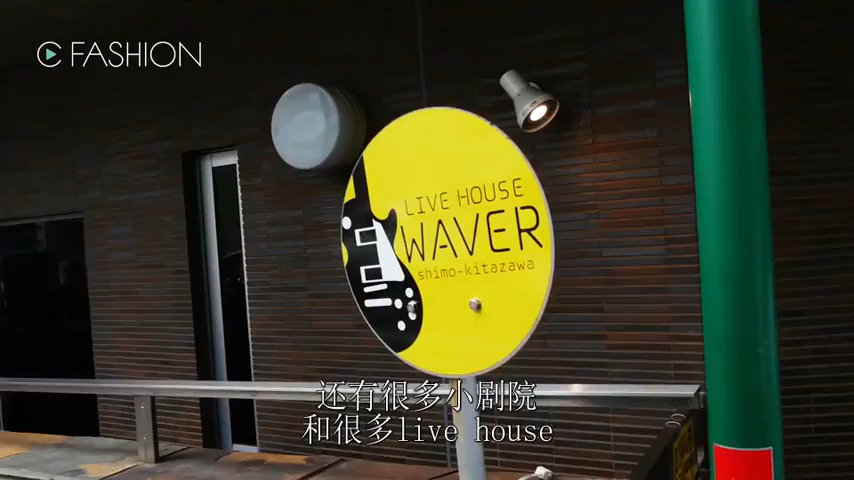 FASHION
LIVE HOUSE
WAVER
shimo-kitazawa
还有很多小剧院
和很多live house